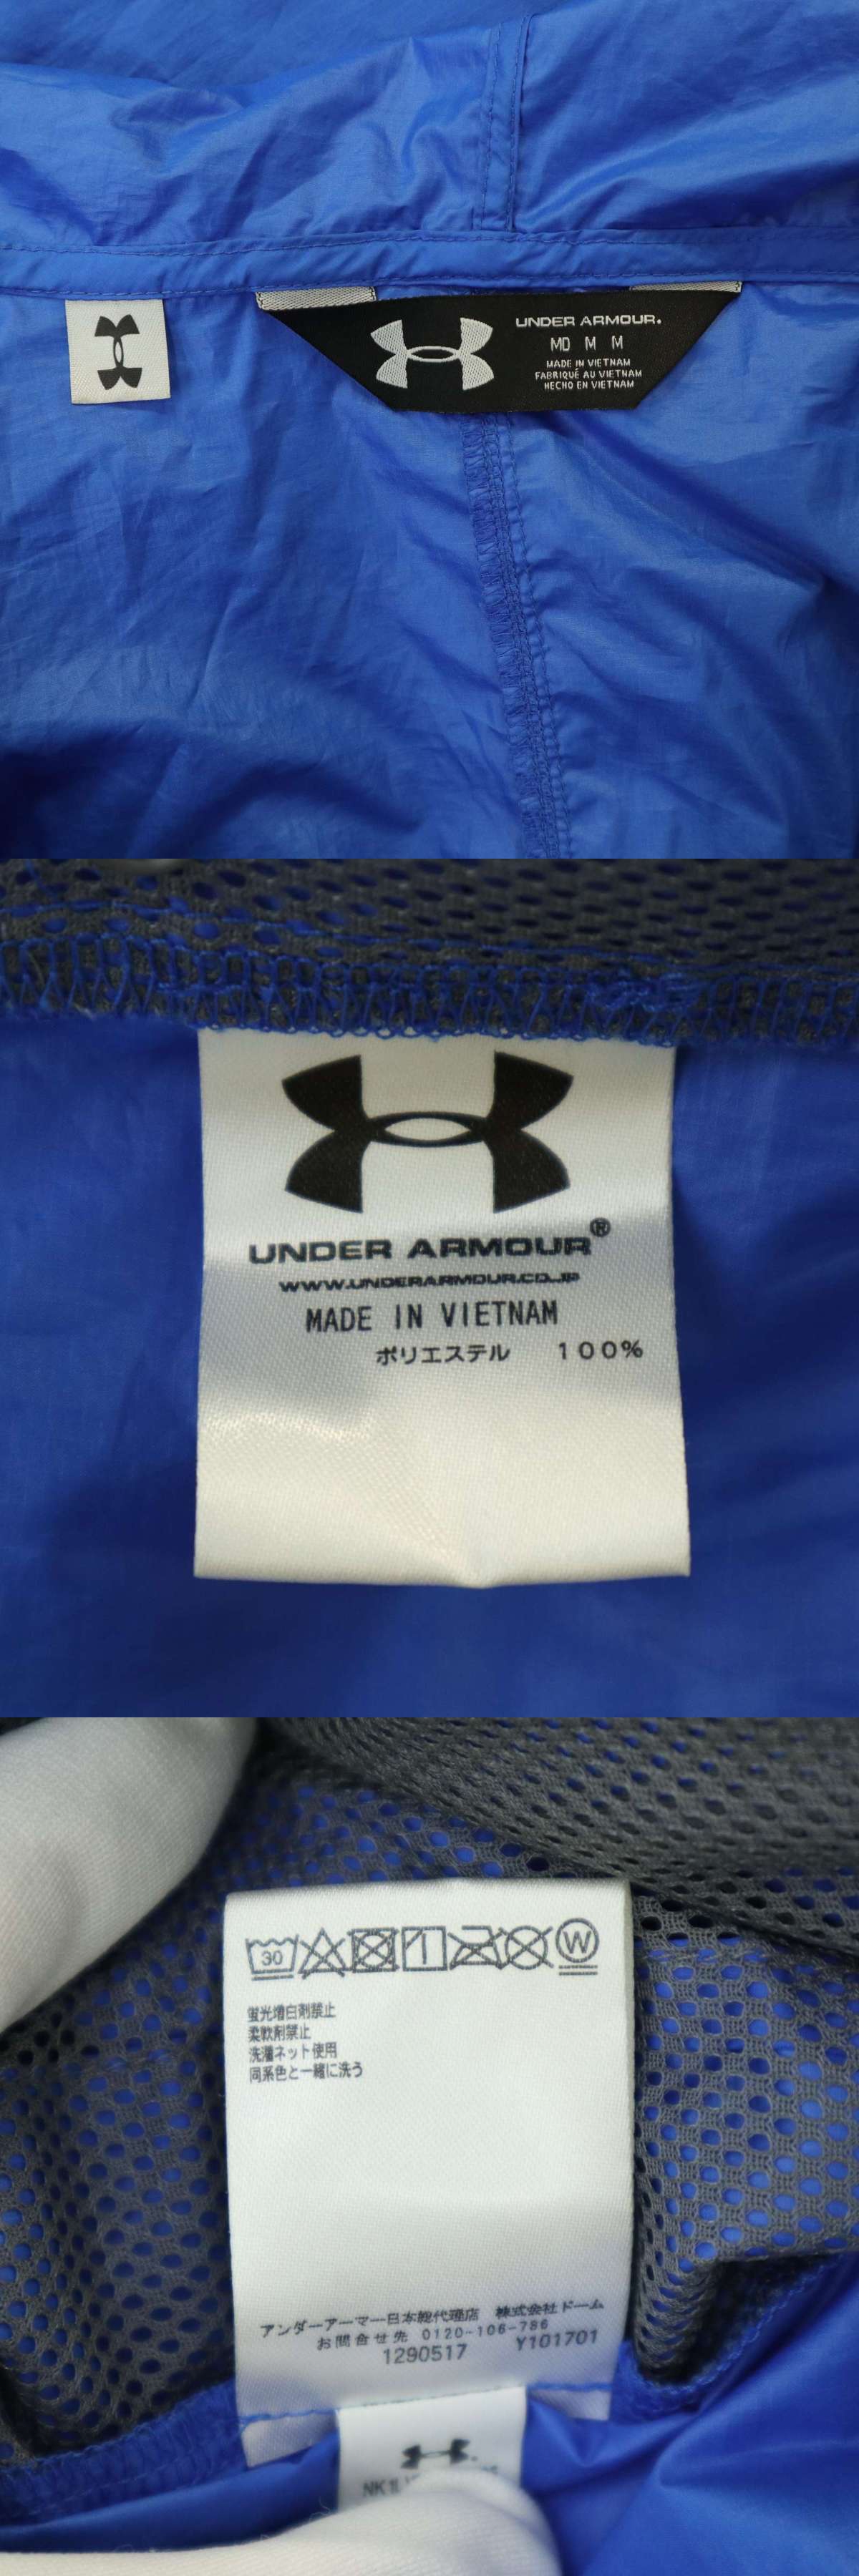 UNDER ARMOUR.
MD M M
MADE IN VIETNAM
FABRIQUÉ AU VIETNAM
HECHO EN VIETNAM
UNDER ARMOUR®
WWW.UNDERARMOUR.CO.JP
MADE IN VIETNAM
ポリエステル 100%
30 W
蛍光増白剤禁止
柔軟剤禁止
洗濯ネット使用
同系色と一緒に洗う
アンダーアーマー日本総代理店 株式会社ドーム
お問合せ先 0120-106-786
1290517 Y101701